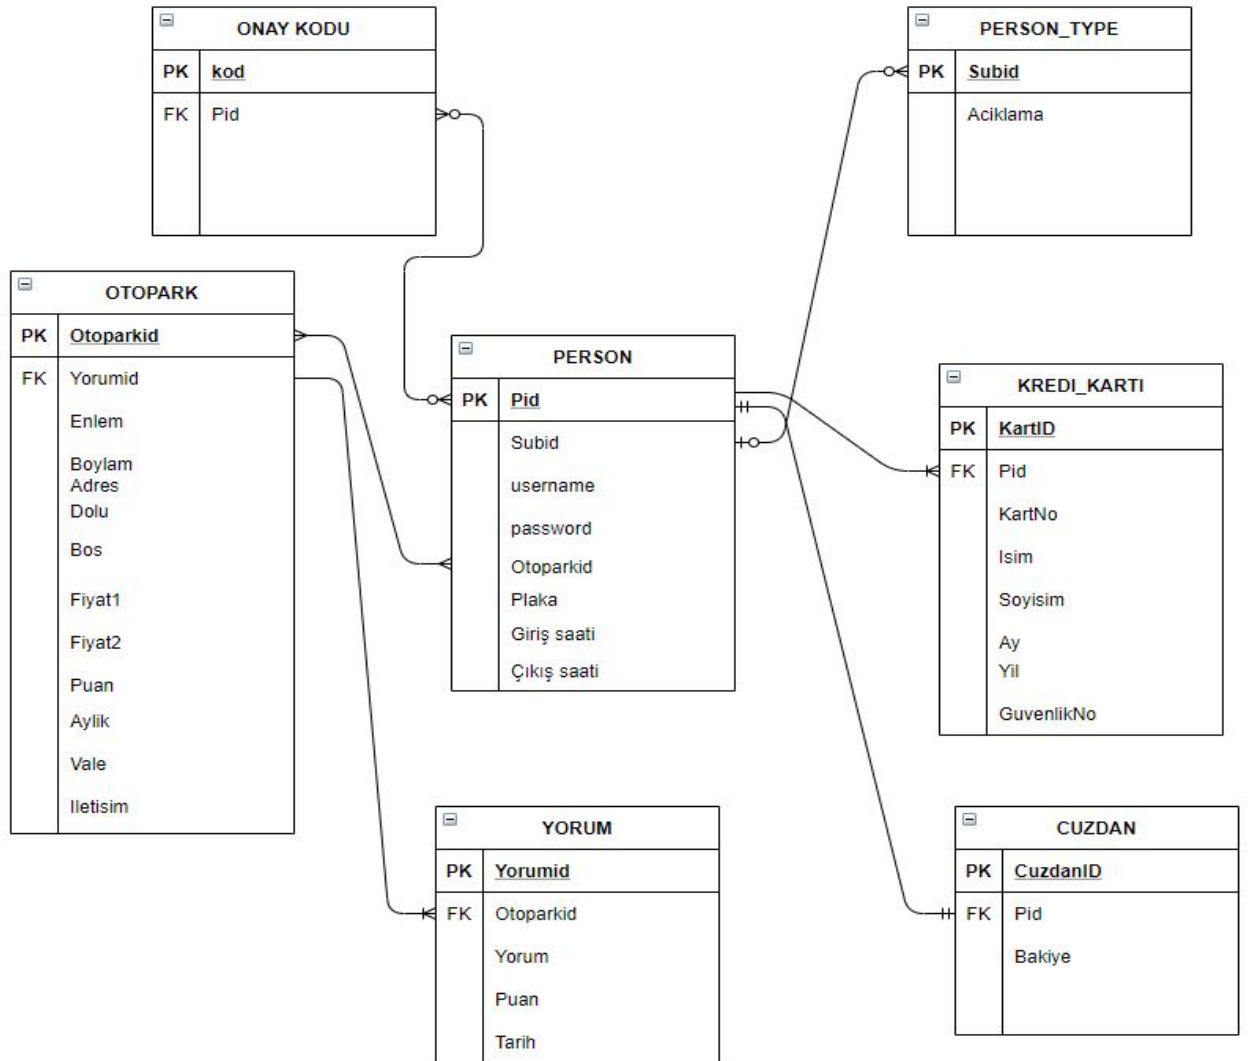 ONAY KODU
PK kod
FK Pid
PERSON_TYPE
PK Subid
Aciklama
OTOPARK
PK Otoparkid
FK Yorumid
Enlem
Boylam
Adres
Dolu
Bos
Fiyat1
Fiyat2
Puan
Aylik
Vale
Iletisim
PERSON
PK Pid
Subid
username
password
Otoparkid
Plaka
Giriş saati
Çıkış saati
KREDI_KARTI
PK KartID
FK Pid
KartNo
Isim
Soyisim
Ay
Yil
GuvenlikNo
YORUM
PK Yorumid
FK Otoparkid
Yorum
Puan
Tarih
CUZDAN
PK CuzdanID
FK Pid
Bakiye